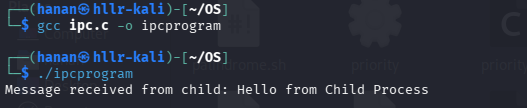 ┌──(hanan㉿hllr-kali)-[~/OS]
└─$ gcc ipc.c -o ipcprogram
┌──(hanan㉿hllr-kali)-[~/OS]
└─$ ./ipcprogram
Message received from child: Hello from Child Process